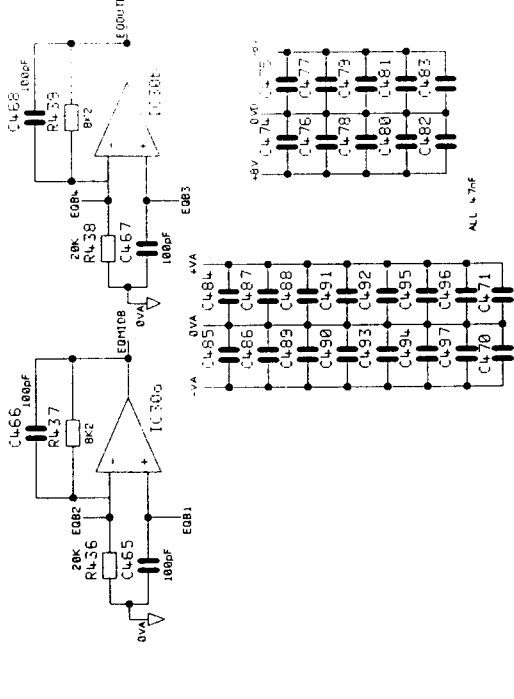 C468
100pF
R439
8K2
IC30b
EQB4
EQB3
20K
R438
C467
100pF
0VA
C466
100pF
R437
8K2
EQMIDB
IC30a
EQB2
EQB1
20K
R436
C465
100pF
0VA
+8V
0VD
C474
C476
C477
C478
C479
C480
C481
C482
C483
ALL 47nF
-VA
0VA
+VA
C485
C484
C486
C487
C489
C488
C490
C491
C493
C492
C494
C495
C497
C496
C470
C471